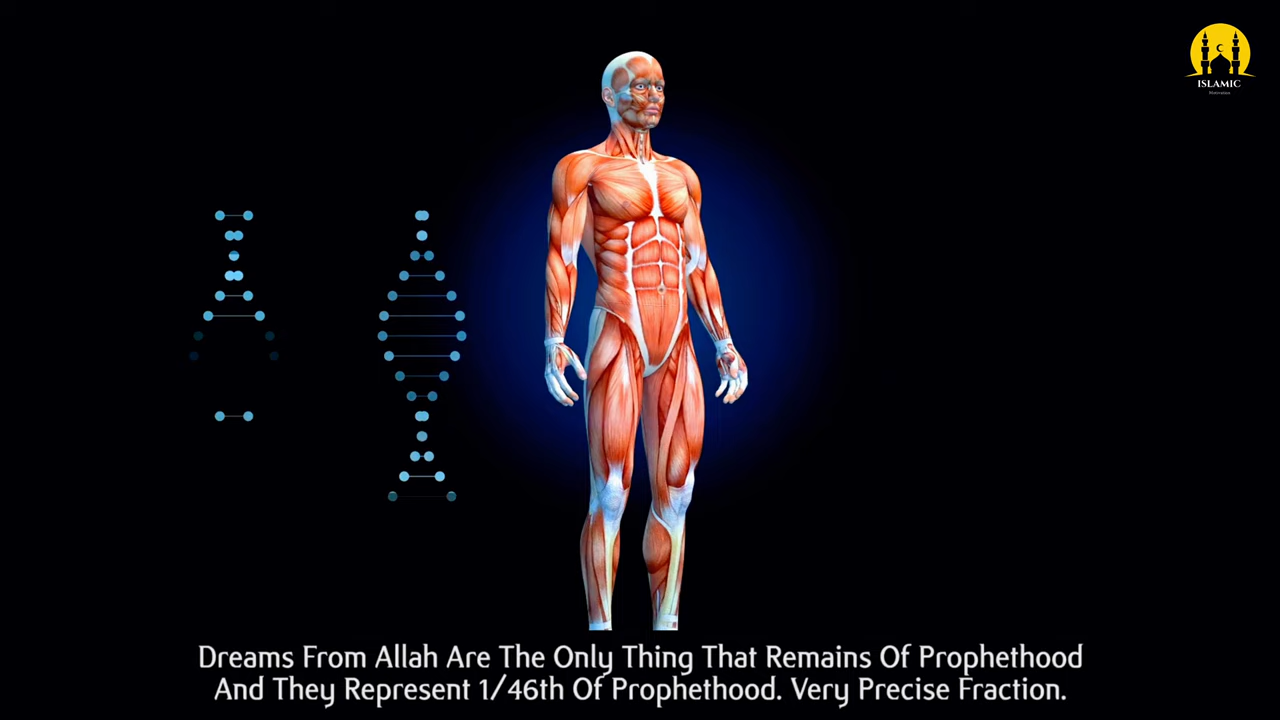 ISLAMIC
Motivation
Dreams From Allah Are The Only Thing That Remains Of Prophethood
And They Represent 1/46th Of Prophethood. Very Precise Fraction.